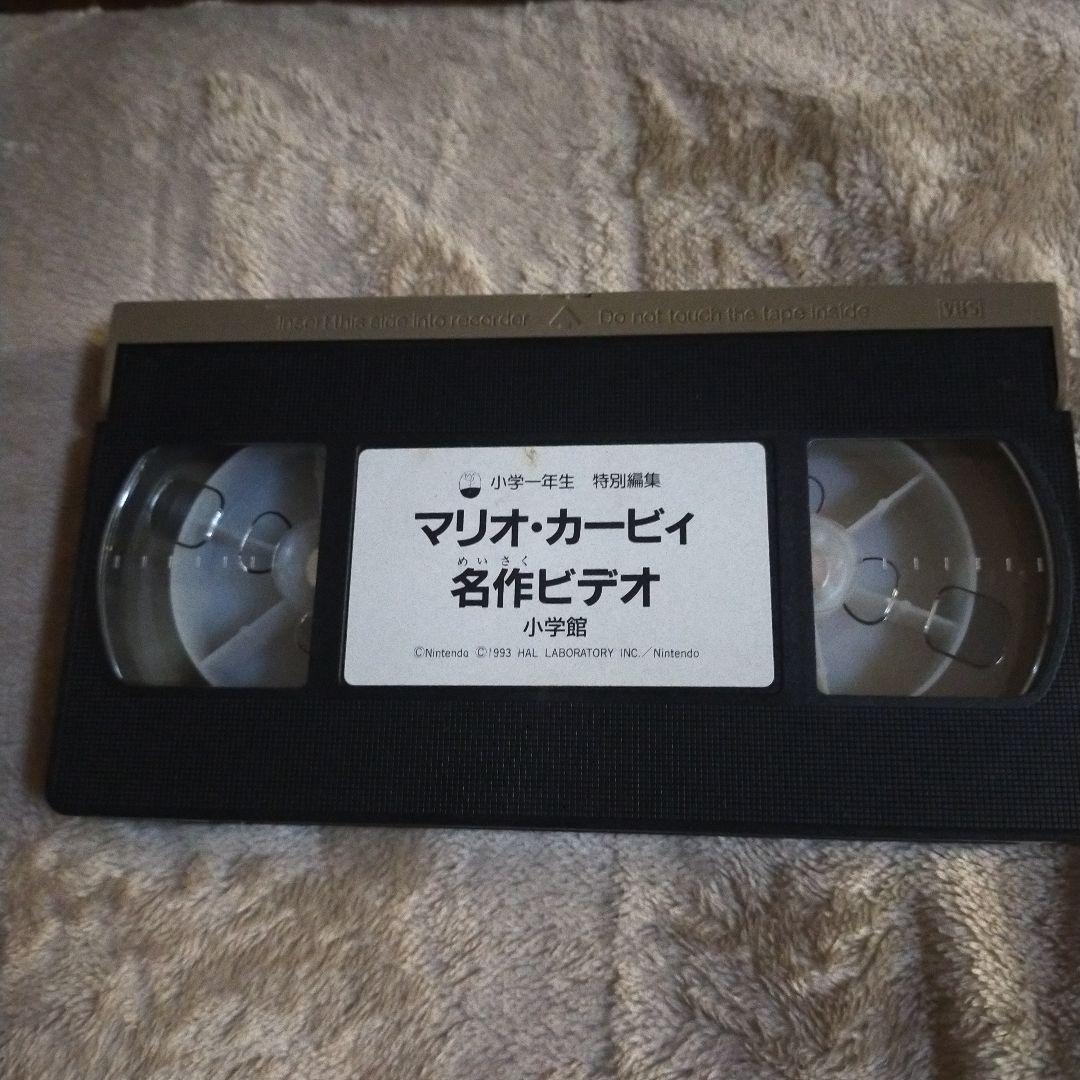 Insert this side into recorder Do not touch the tape inside VHS
小学一年生 特別編集
マリオ・カービィ
めいさく
名作ビデオ
小学館
©Nintendo ©1993 HAL LABORATORY INC.／Nintendo